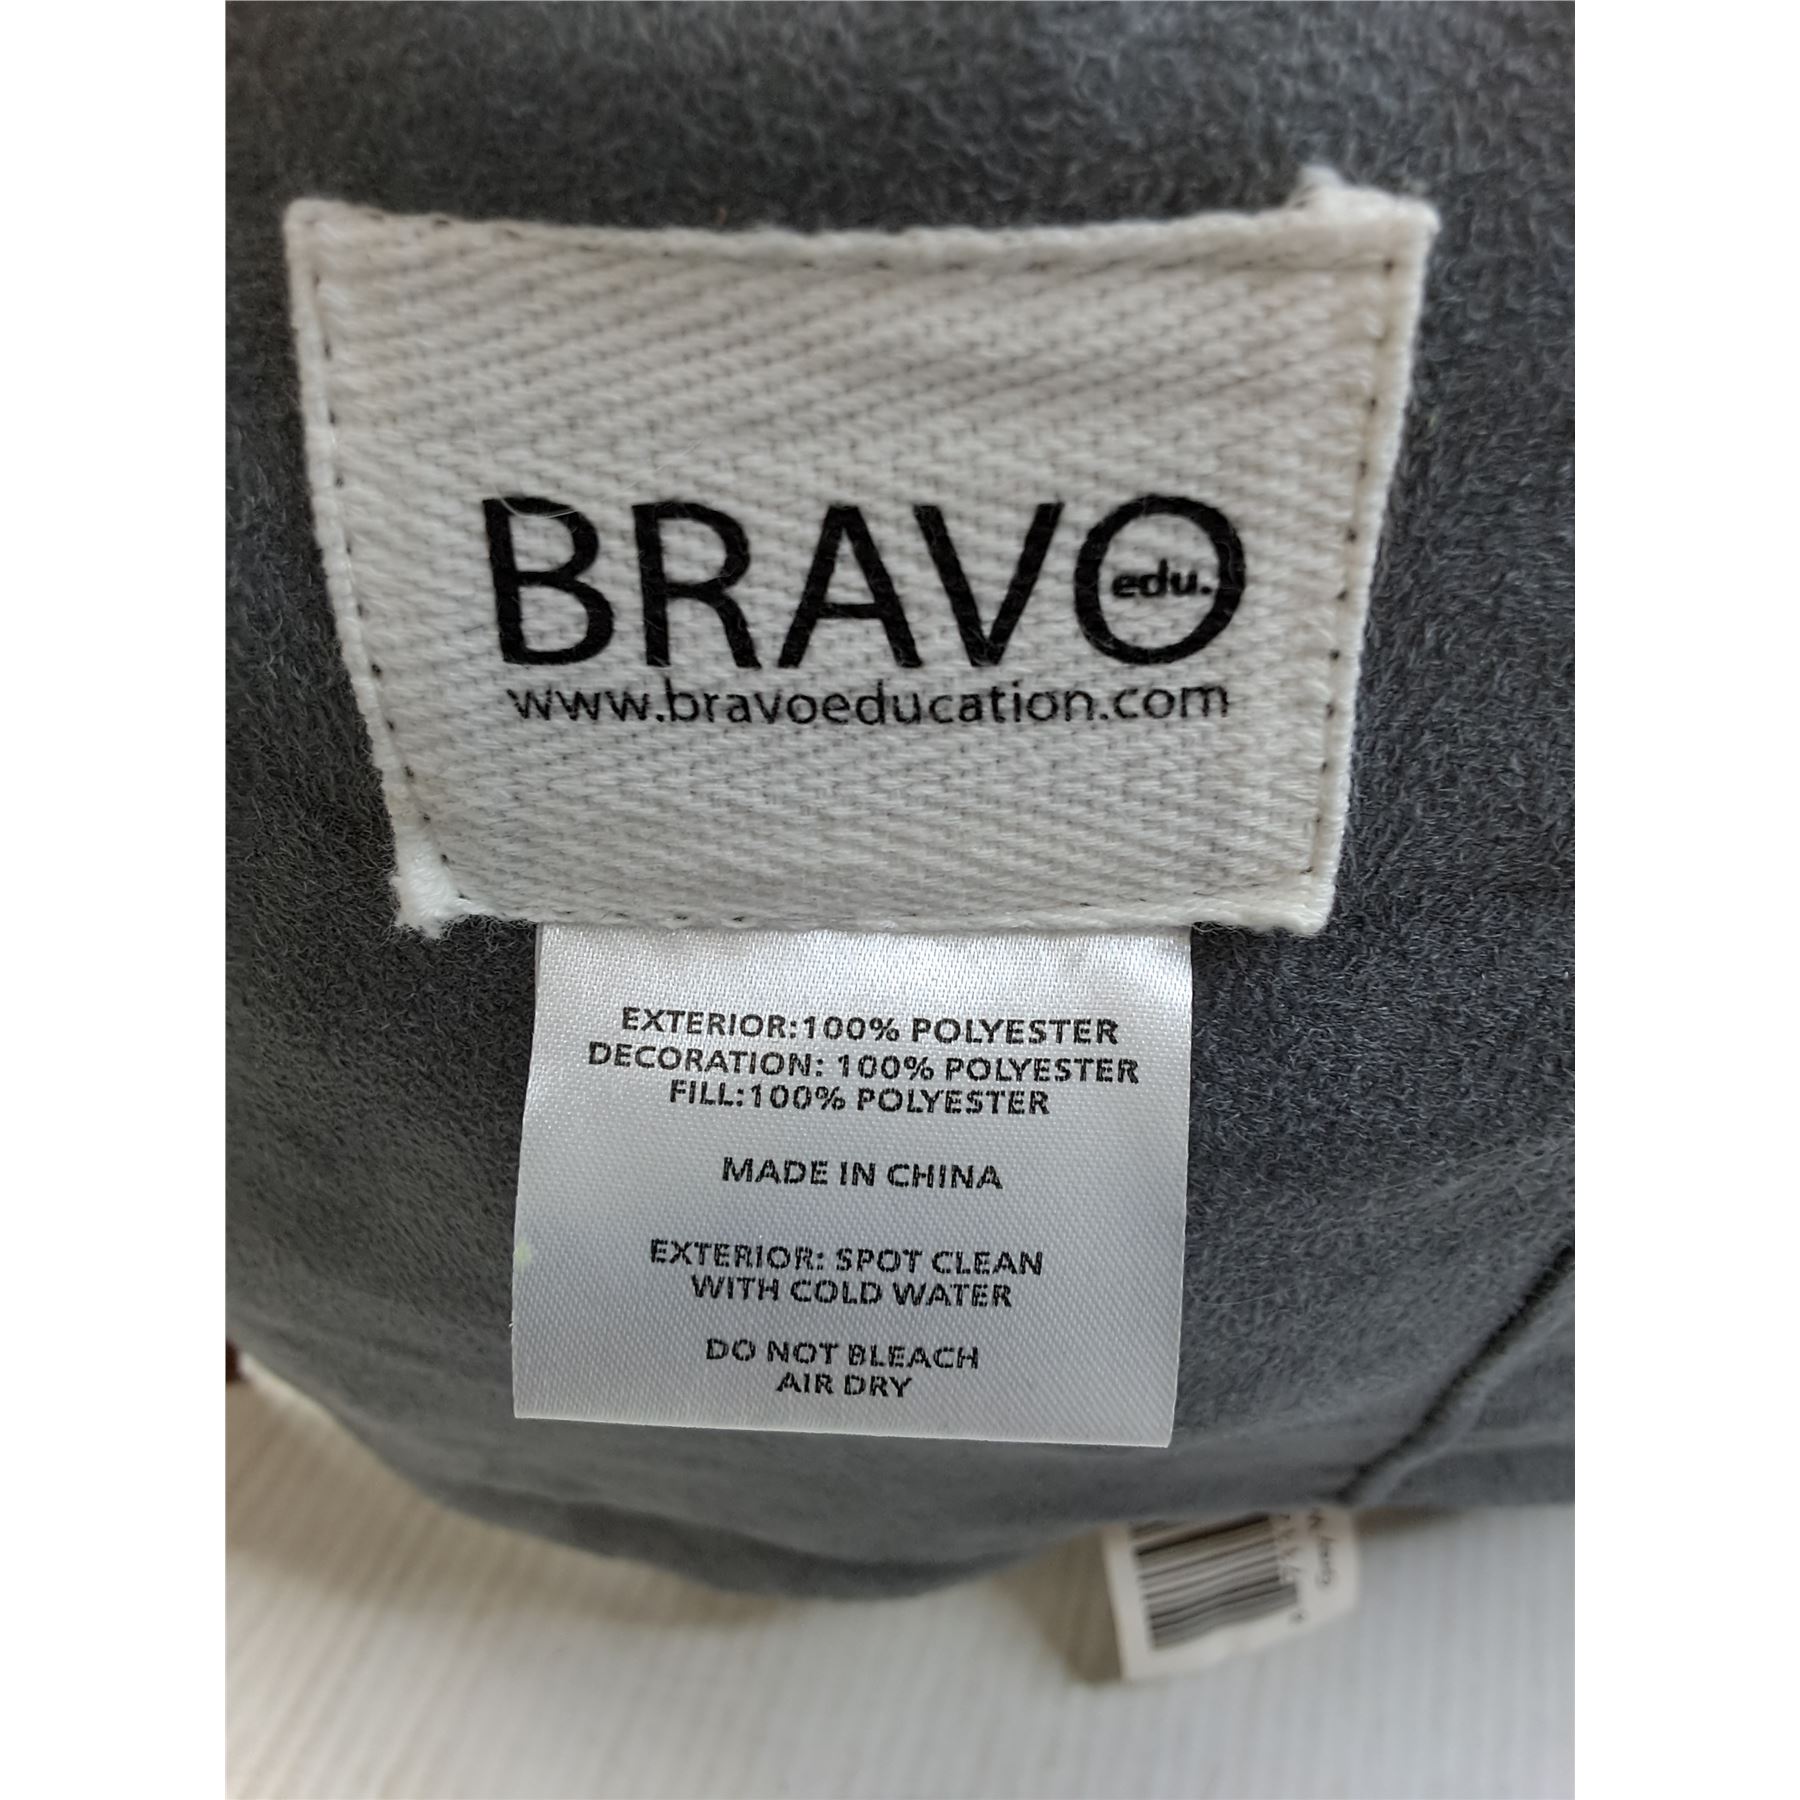 BRAVO
edu.
www.bravoeducation.com
EXTERIOR:100% POLYESTER
DECORATION: 100% POLYESTER
FILL:100% POLYESTER
MADE IN CHINA
EXTERIOR: SPOT CLEAN
WITH COLD WATER
DO NOT BLEACH
AIR DRY